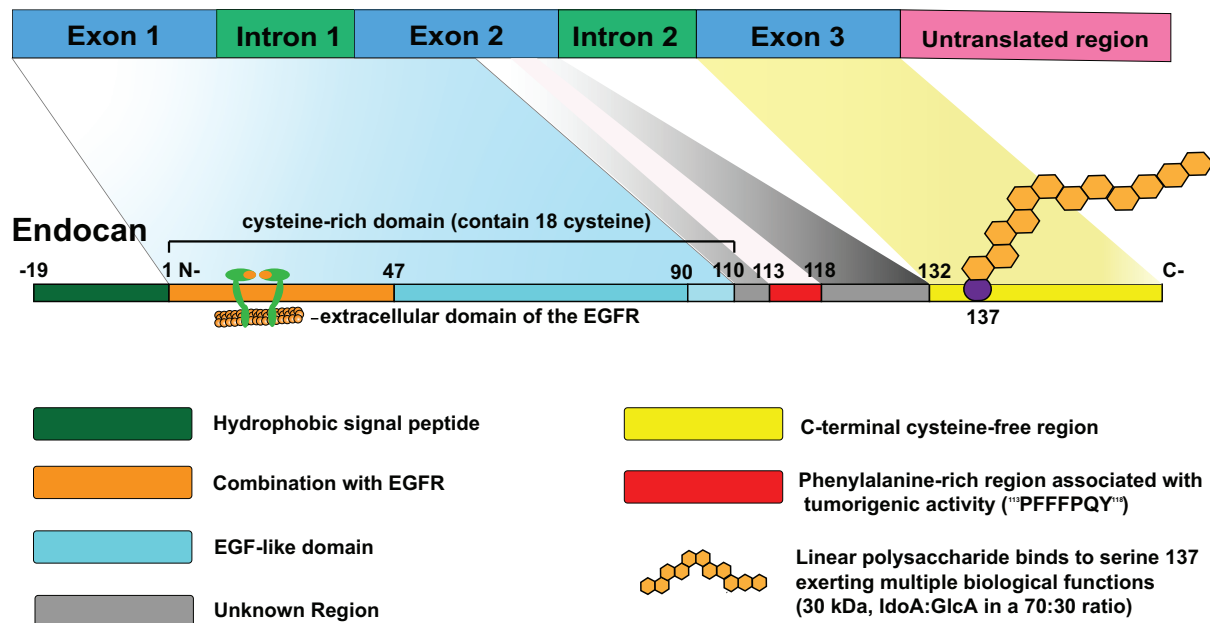 Exon 1 Intron 1 Exon 2 Intron 2 Exon 3 Untranslated region
cysteine-rich domain (contain 18 cysteine)
Endocan
-19 1 N- 47 90 110 113 118 132 C-
-extracellular domain of the EGFR
137
Hydrophobic signal peptide
Combination with EGFR
EGF-like domain
Unknown Region
C-terminal cysteine-free region
Phenylalanine-rich region associated with
tumorigenic activity (¹¹³PFFFPQY¹¹⁸)
Linear polysaccharide binds to serine 137
exerting multiple biological functions
(30 kDa, IdoA:GlcA in a 70:30 ratio)